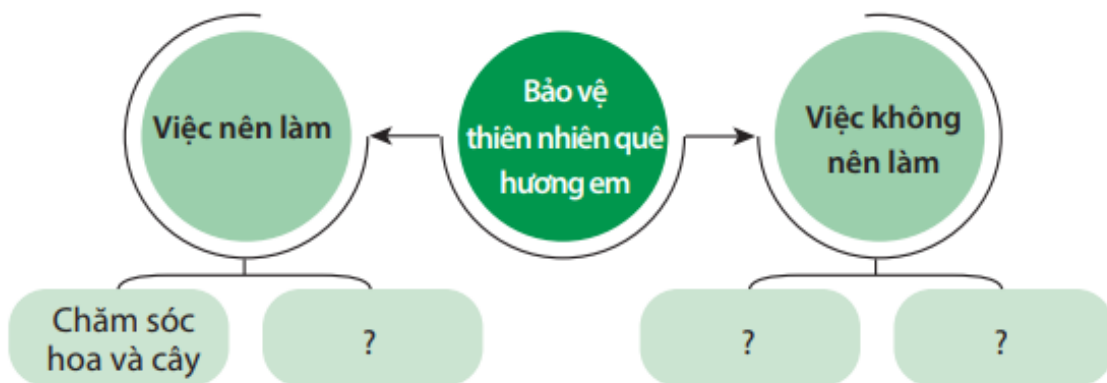 Việc nên làm
Bảo vệ
thiên nhiên quê
hương em
Việc không
nên làm
Chăm sóc
hoa và cây
?
?
?